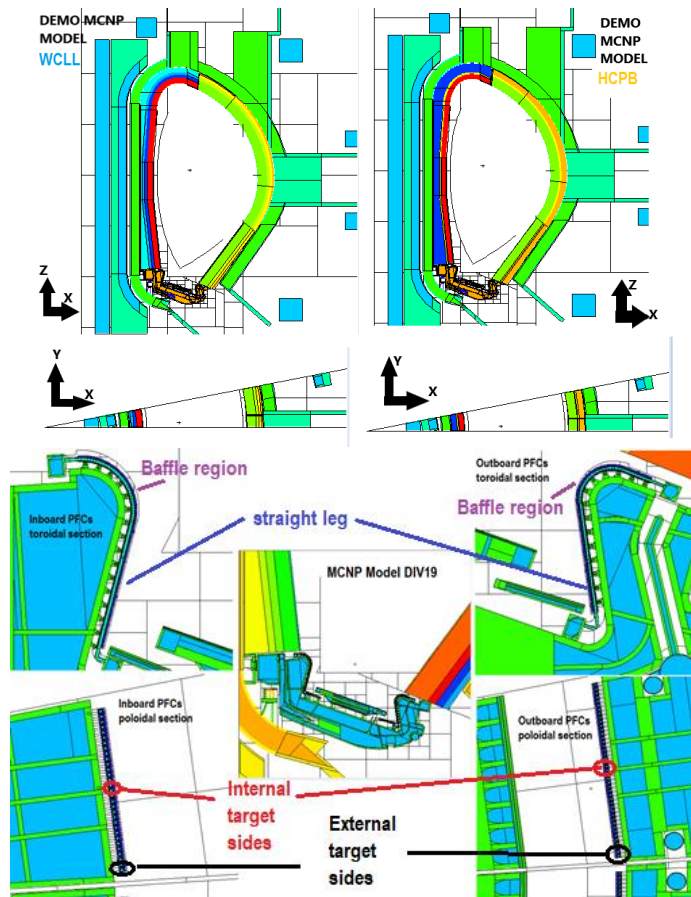 DEMO MCNP
MODEL
WCLL
DEMO
MCNP
MODEL
HCPB
Z
X
Z
X
Y
X
Y
X
Baffle region
Inboard PFCs
toroidal section
straight leg
Outboard PFCs
toroidal section
Baffle region
MCNP Model DIV19
Inboard PFCs
poloidal section
Outboard PFCs
poloidal section
Internal
target
sides
External
target
sides